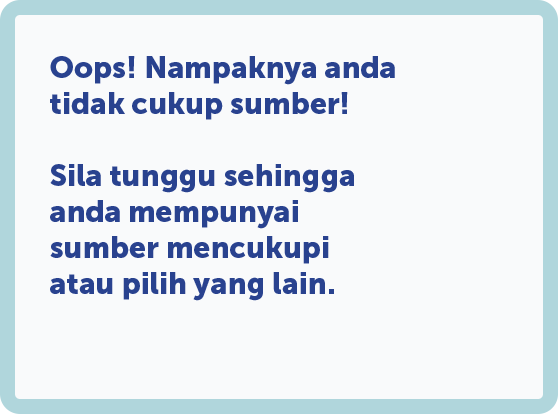 Oops! Nampaknya anda
tidak cukup sumber!
Sila tunggu sehingga
anda mempunyai
sumber mencukupi
atau pilih yang lain.